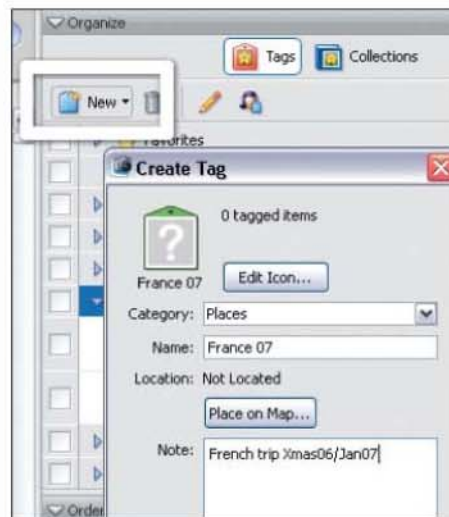 Organize
Tags Collections
New
Favorites
Create Tag
0 tagged items
France 07
Edit Icon...
Category: Places
Name: France 07
Location: Not Located
Place on Map...
Note: French trip Xmas06/Jan07